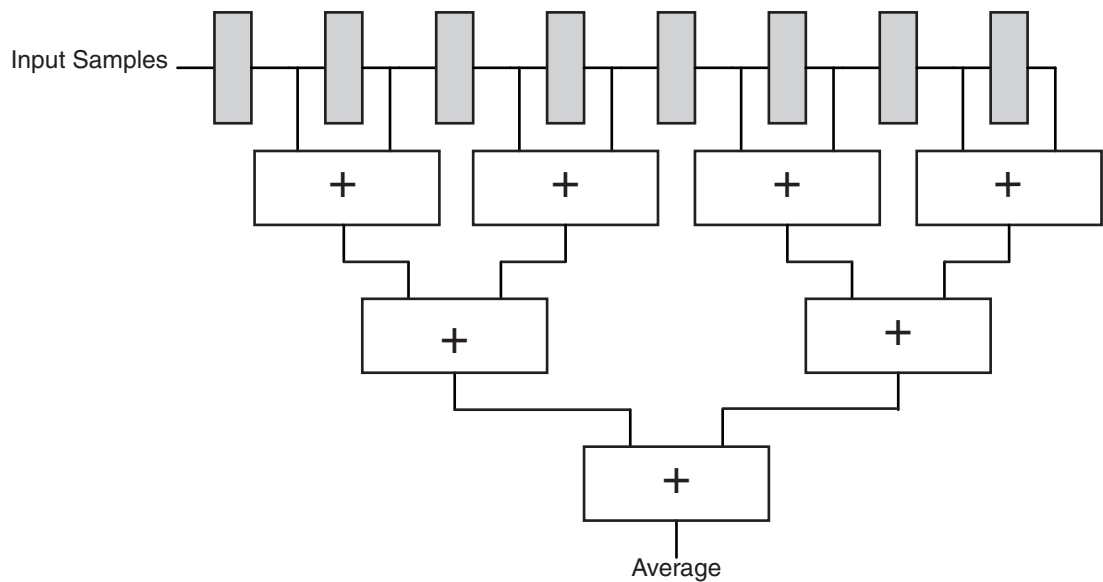 Input Samples
+ + + +
+ +
+
Average